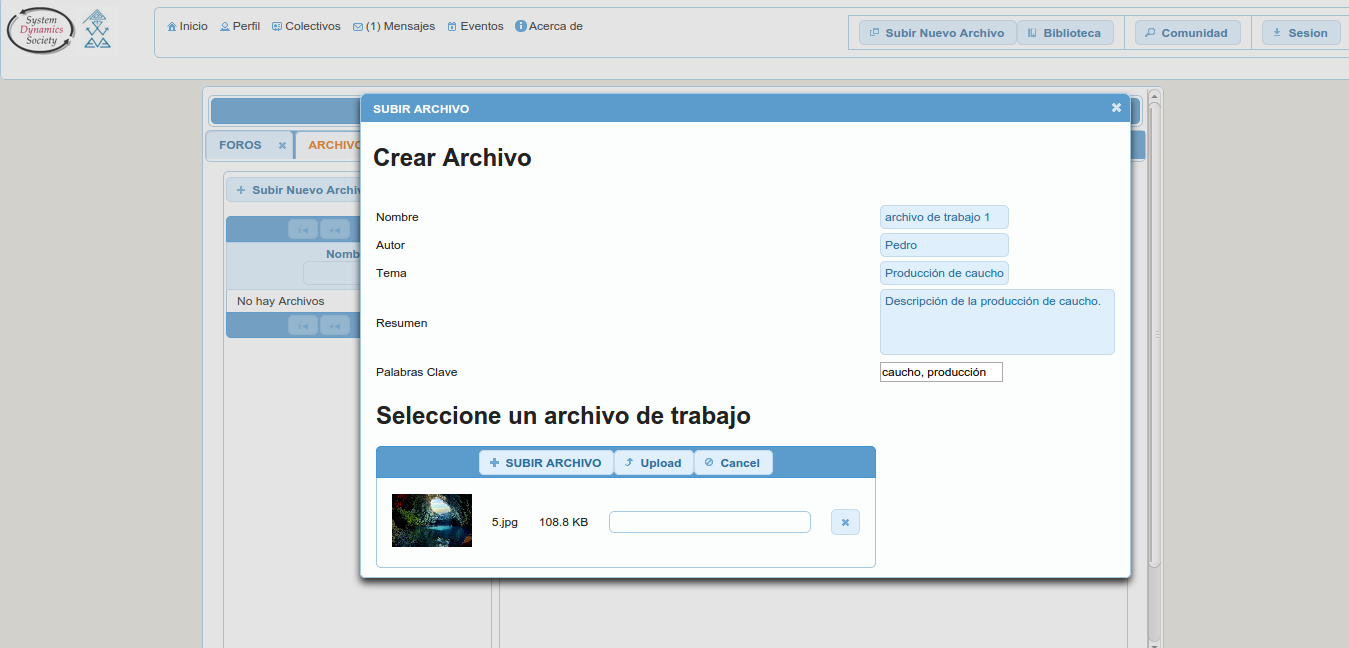 System
Dynamics
Society
Inicio Perfil Colectivos (1) Mensajes Eventos Acerca de
Subir Nuevo Archivo Biblioteca Comunidad Sesion
SUBIR ARCHIVO
FOROS ARCHIVO
Crear Archivo
Subir Nuevo Archiv
Nombre archivo de trabajo 1
Autor Pedro
Nomb
Tema Producción de caucho
No hay Archivos
Resumen Descripción de la producción de caucho.
Palabras Clave caucho, producción
Seleccione un archivo de trabajo
SUBIR ARCHIVO Upload Cancel
5.jpg 108.8 KB